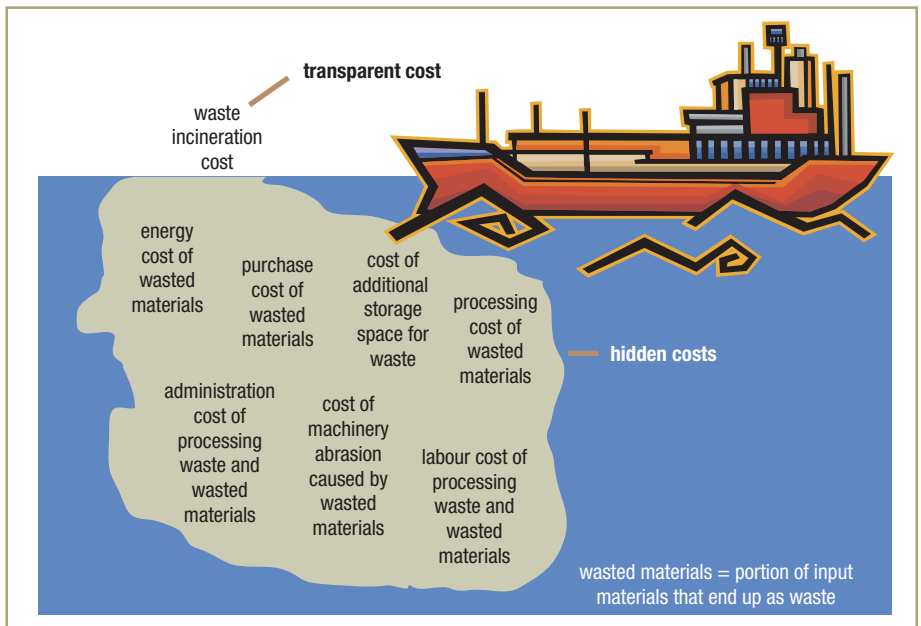 transparent cost
waste
incineration
cost
energy
cost of
wasted
materials
purchase
cost of
wasted
materials
cost of
additional
storage
space for
waste
processing
cost of
wasted
materials
hidden costs
administration
cost of
processing
waste and
wasted
materials
cost of
machinery
abrasion
caused by
wasted
materials
labour cost of
processing
waste and
wasted
materials
wasted materials = portion of input
materials that end up as waste